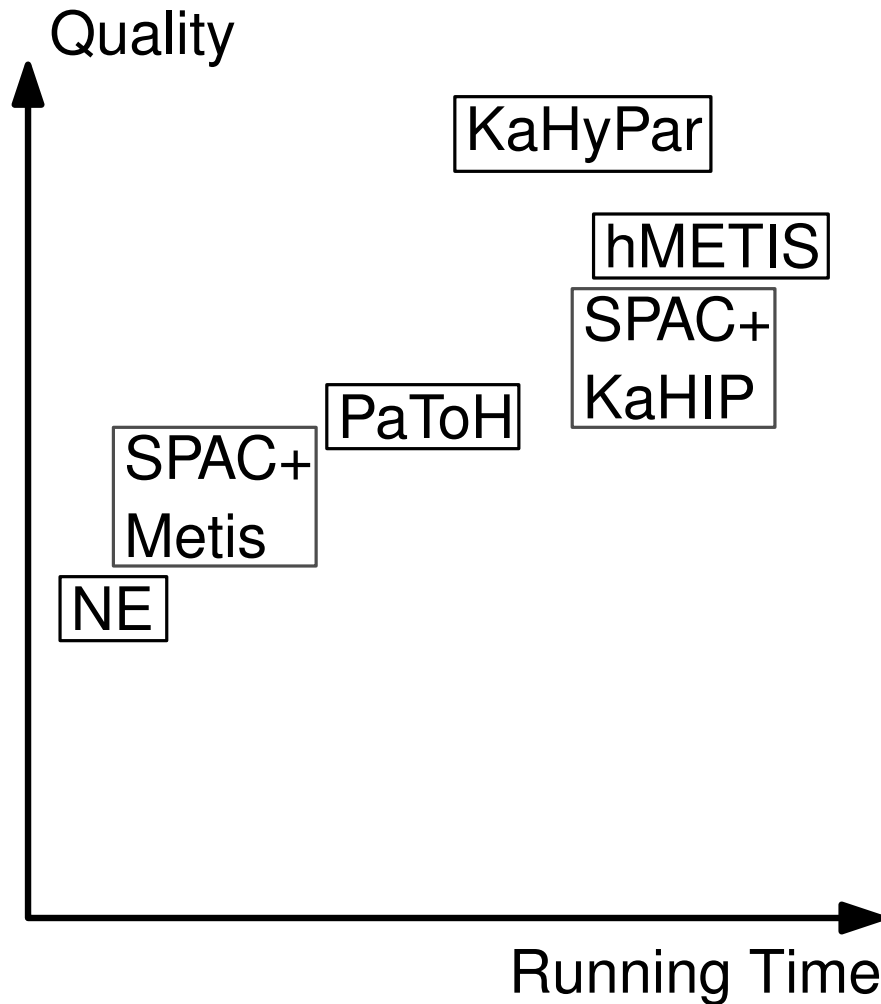 Quality
KaHyPar
hMETIS
SPAC+
KaHIP
PaToH
SPAC+
Metis
NE
Running Time